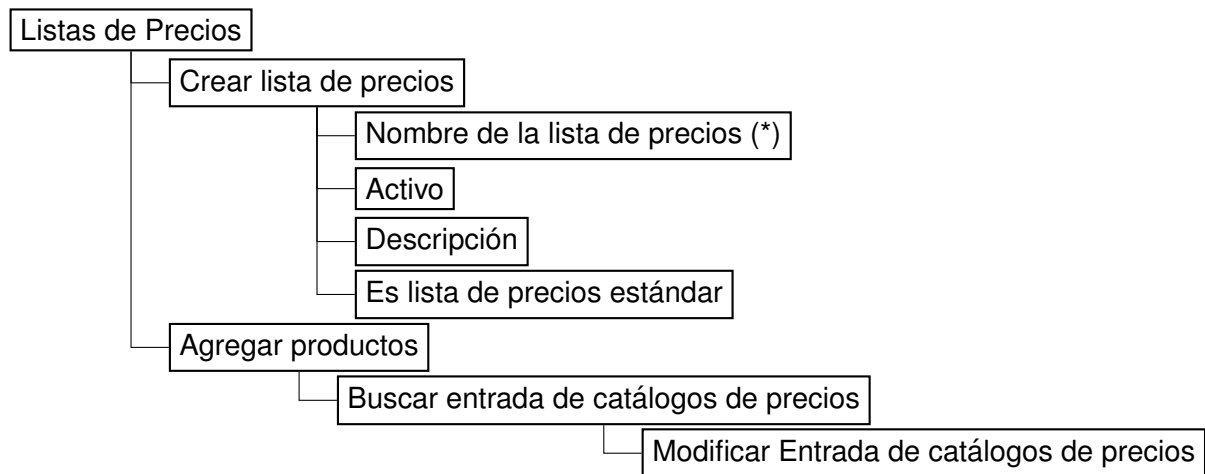 Listas de Precios
Crear lista de precios
Nombre de la lista de precios (*)
Activo
Descripción
Es lista de precios estándar
Agregar productos
Buscar entrada de catálogos de precios
Modificar Entrada de catálogos de precios